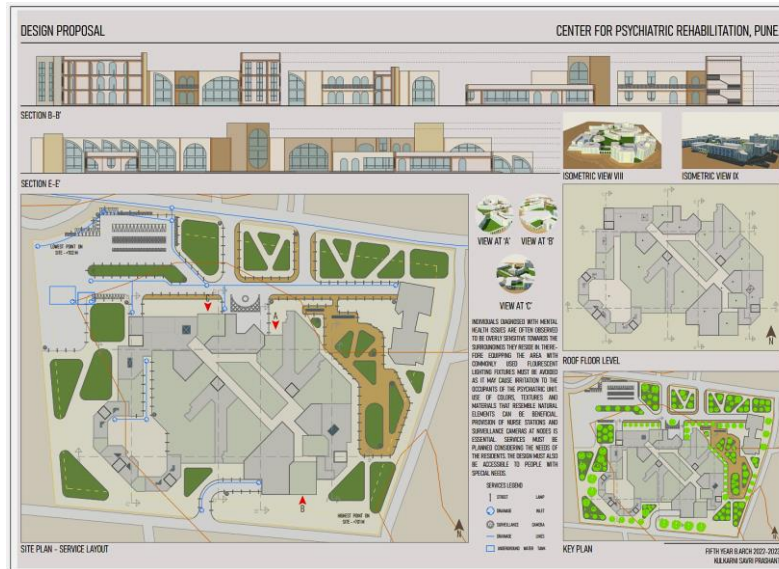 DESIGN PROPOSAL
CENTER FOR PSYCHIATRIC REHABILITATION, PUNE.
SECTION B-B'
SECTION E-E'
ISOMETRIC VIEW VIII
ISOMETRIC VIEW IX
LOWEST POINT ON
C
A
B
VIEW AT 'A'
VIEW AT 'B'
VIEW AT 'C'
INDIVIDUALS DIAGNOSED WITH MENTAL
HEALTH ISSUES ARE OFTEN OBSERVED
TO BE OVERLY SENSITIVE TOWARDS THE
SURROUNDINGS THEY RESIDE IN. THERE-
FORE EQUIPPING THE AREA WITH
COMMONLY USED FLOURESCENT
LIGHTING FIXTURES MUST BE AVOIDED
AS IT MAY CAUSE IRRITATION TO THE
OCCUPANTS OF THE PSYCHIATRIC UNIT.
USE OF COLORS, TEXTURES AND
MATERIALS THAT RESEMBLE NATURAL
ELEMENTS CAN BE BENEFICIAL.
PROVISION OF NURSE STATIONS AND
SURVEILLANCE CAMERAS AT NODES IS
ESSENTIAL. SERVICES MUST BE
PLANNED CONSIDERING THE NEEDS OF
THE RESIDENTS. THE DESIGN MUST ALSO
BE ACCESSIBLE TO PEOPLE WITH
SPECIAL NEEDS.
SERVICES LEGEND
STREET LAMP
DRAINAGE INLET
SURVEILLANCE CAMERA
DRAINAGE LINES
UNDERGROUND WATER TANK
HIGHEST POINT ON
N
SITE PLAN - SERVICE LAYOUT
N
ROOF FLOOR LEVEL
N
KEY PLAN
FIFTH YEAR B.ARCH 2022-2023
KULKARNI SAVRI PRASHANT